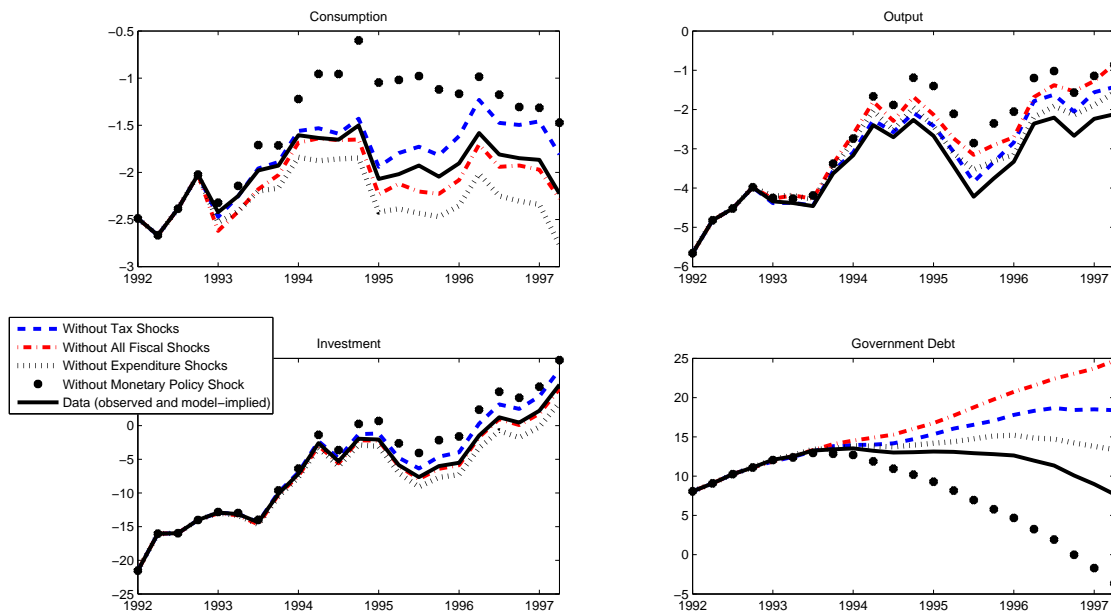 Consumption
−0.5
−1
−1.5
−2
−2.5
−3
1992 1993 1994 1995 1996 1997
Output
0
−1
−2
−3
−4
−5
−6
1992 1993 1994 1995 1996 1997
Without Tax Shocks
Without All Fiscal Shocks
Without Expenditure Shocks
Without Monetary Policy Shock
Data (observed and model−implied)
Investment
0
−5
−10
−15
−20
−25
1992 1993 1994 1995 1996 1997
Government Debt
25
20
15
10
5
0
−5
1992 1993 1994 1995 1996 1997